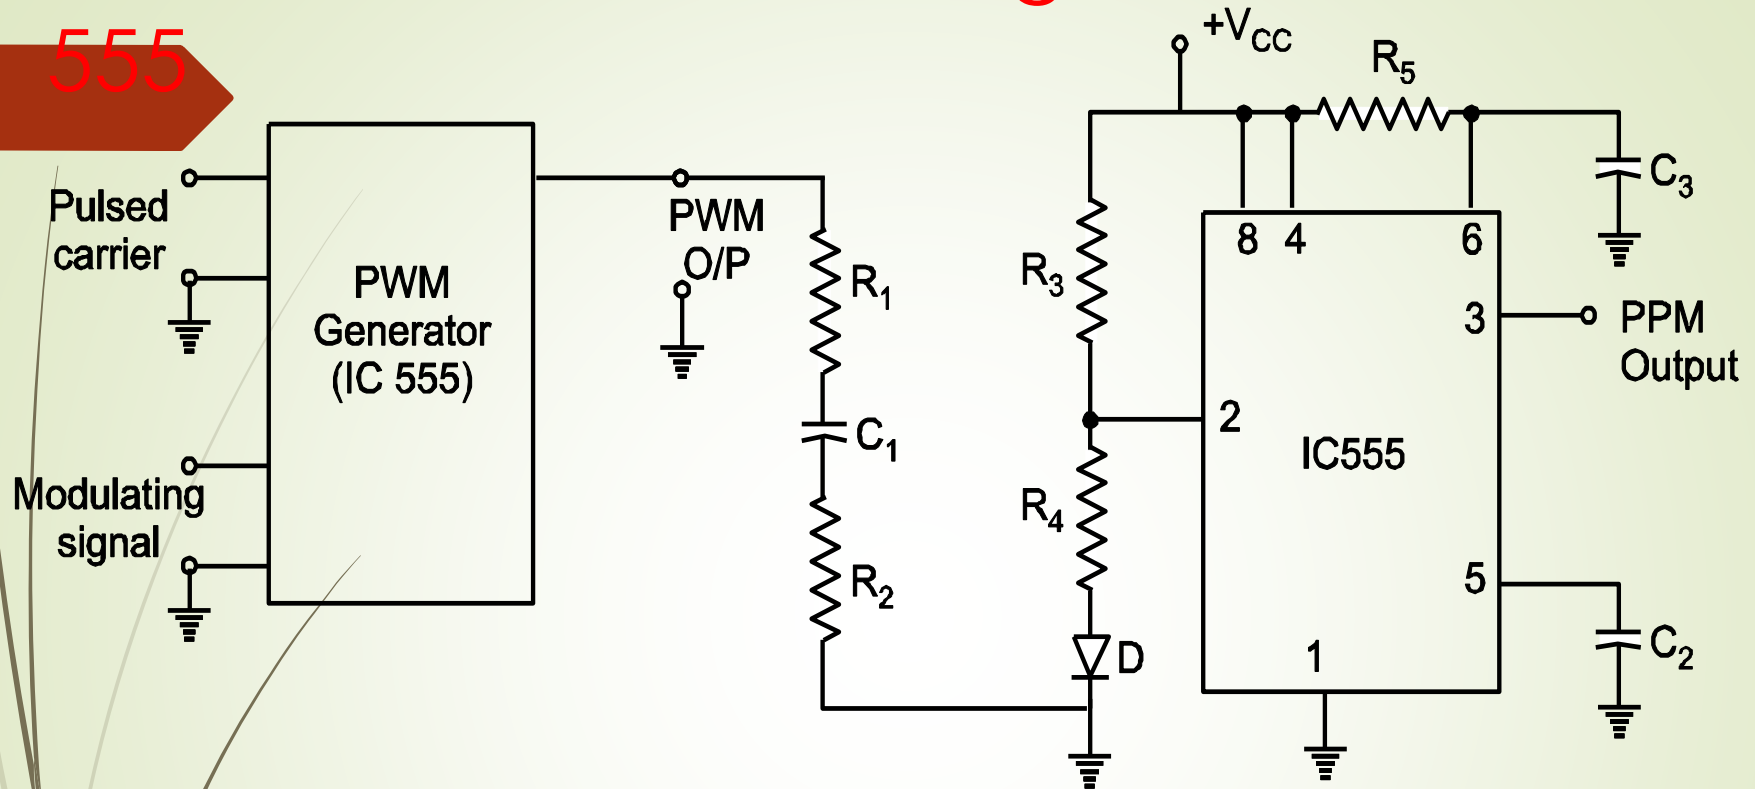 555
Pulsed
carrier
Modulating
signal
PWM
Generator
(IC 555)
PWM
O/P
R1
C1
R2
+VCC
R5
R3
R4
D
8 4 6
3
2
IC555
5
1
C3
PPM
Output
C2